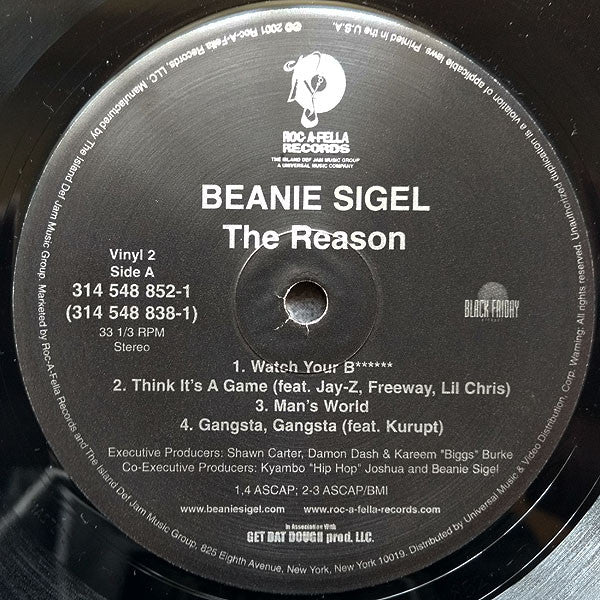 ℗© 2001 Roc-A-Fella Records, LLC. Manufactured by The Island Def Jam Music Group. Marketed by Roc-A-Fella Records and The Island Def Jam Music Group, 825 Eighth Avenue, New York, New York 10019. Distributed by Universal Music & Video Distribution, Corp. Warning: All rights reserved. Unauthorized duplication is a violation of applicable laws. Printed in the U.S.A.
ROC-A-FELLA
RECORDS
THE ISLAND DEF JAM MUSIC GROUP
A UNIVERSAL MUSIC COMPANY
BEANIE SIGEL
The Reason
Vinyl 2
Side A
314 548 852-1
(314 548 838-1)
33 1/3 RPM
Stereo
BLACK FRIDAY
1. Watch Your B******
2. Think It's A Game (feat. Jay-Z, Freeway, Lil Chris)
3. Man's World
4. Gangsta, Gangsta (feat. Kurupt)
Executive Producers: Shawn Carter, Damon Dash & Kareem "Biggs" Burke
Co-Executive Producers: Kyambo "Hip Hop" Joshua and Beanie Sigel
1,4 ASCAP; 2-3 ASCAP/BMI
www.beaniesigel.com www.roc-a-fella-records.com
In Association With
GET DAT DOUGH prod. LLC.